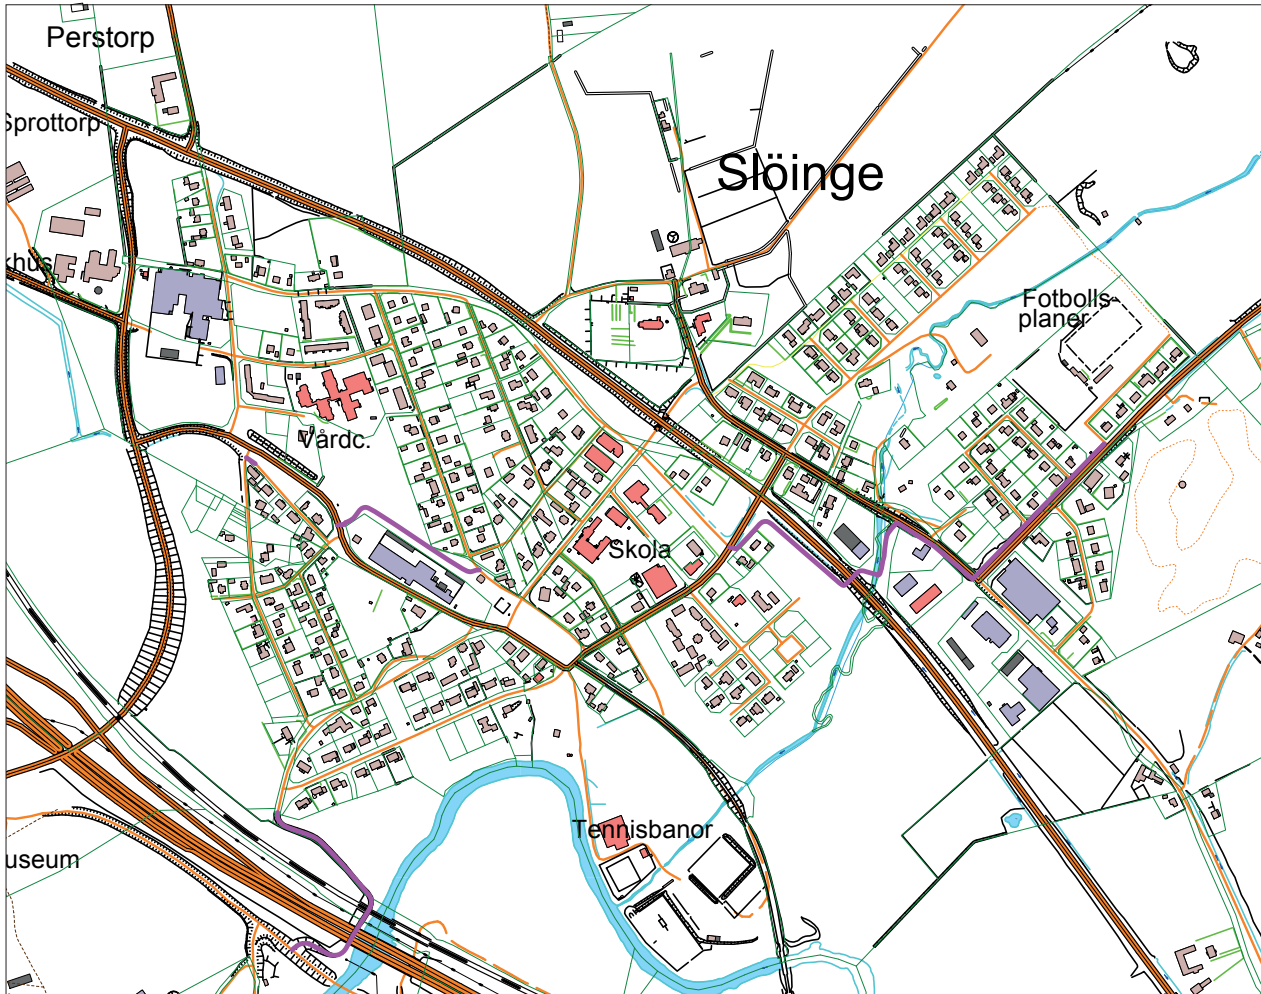 Perstorp
Sprottorp
Slöinge
khus
Fotbolls-
planer
Vårdc.
Skola
Tennisbanor
useum